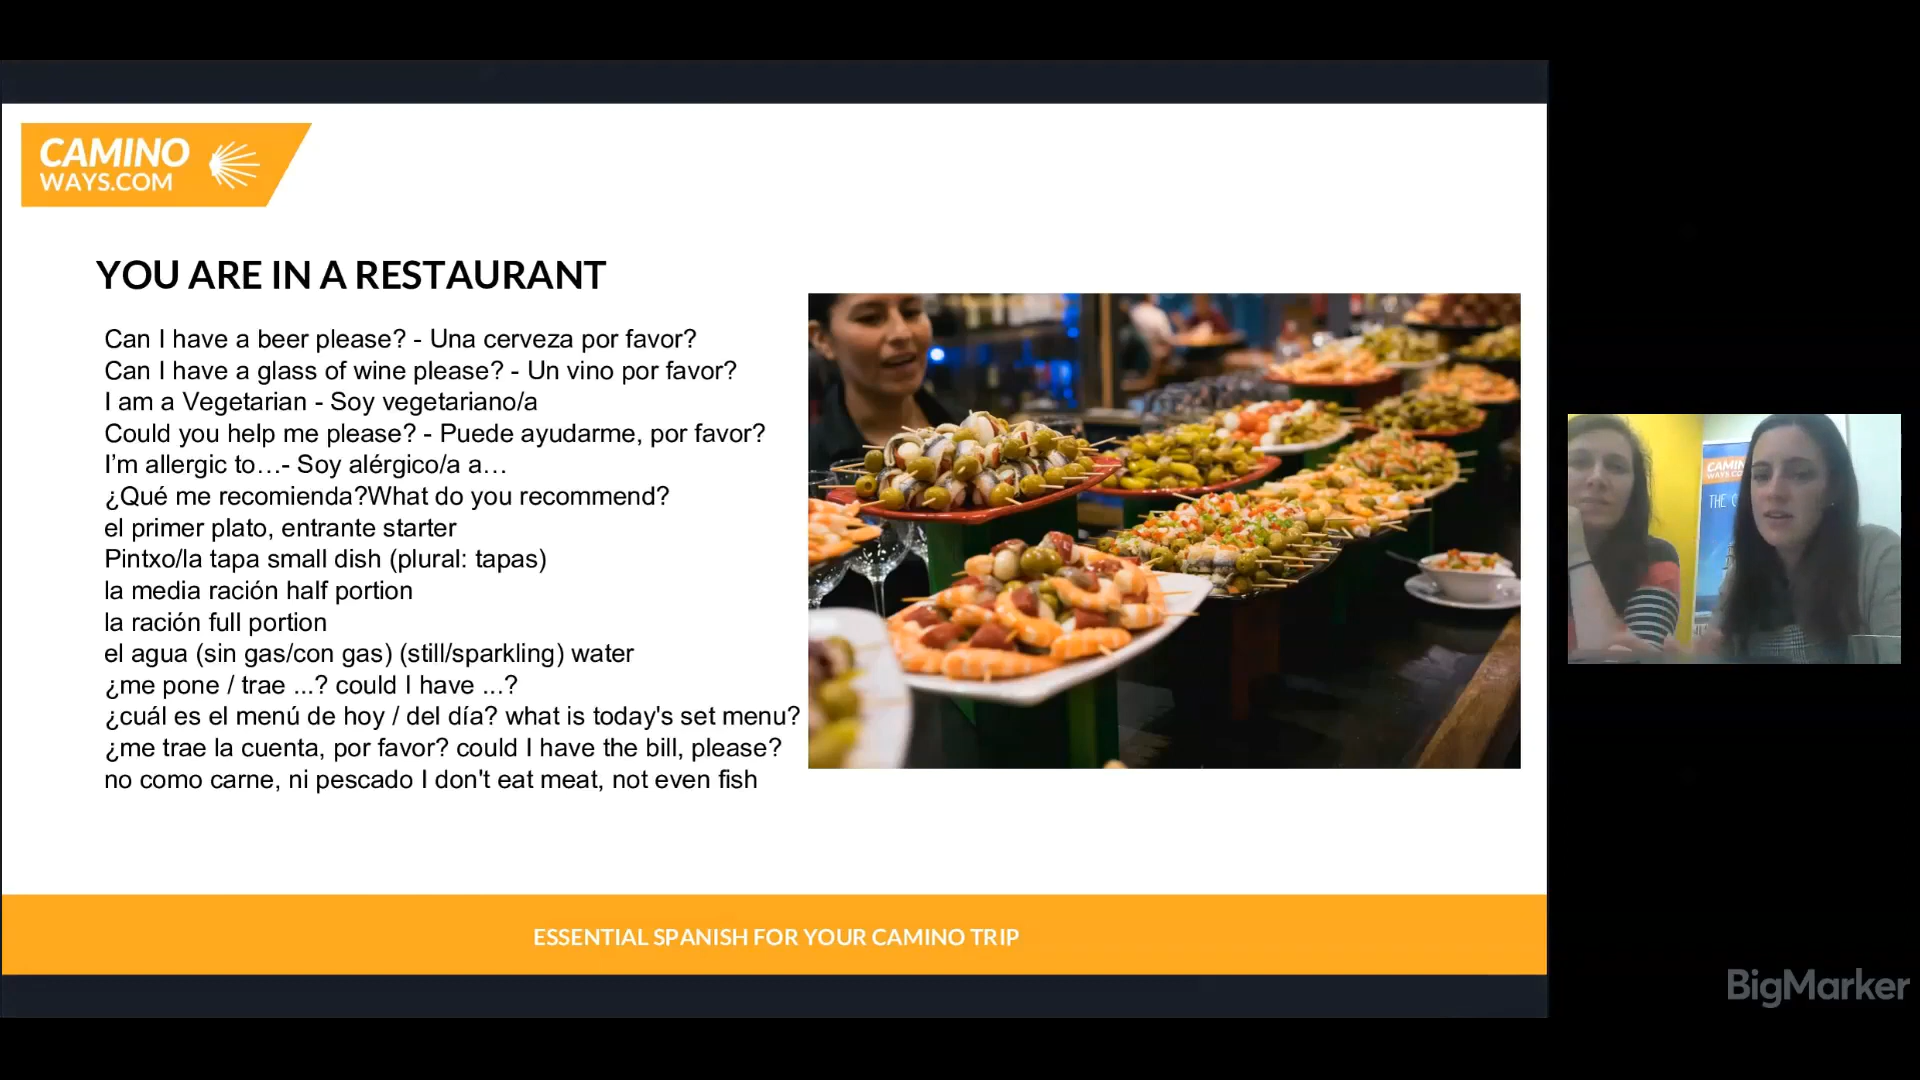 CAMINO
WAYS.COM
YOU ARE IN A RESTAURANT
Can I have a beer please? - Una cerveza por favor?
Can I have a glass of wine please? - Un vino por favor?
I am a Vegetarian - Soy vegetariano/a
Could you help me please? - Puede ayudarme, por favor?
I’m allergic to…- Soy alérgico/a a…
¿Qué me recomienda?What do you recommend?
el primer plato, entrante starter
Pintxo/la tapa small dish (plural: tapas)
la media ración half portion
la ración full portion
el agua (sin gas/con gas) (still/sparkling) water
¿me pone / trae ...? could I have ...?
¿cuál es el menú de hoy / del día? what is today's set menu?
¿me trae la cuenta, por favor? could I have the bill, please?
no como carne, ni pescado I don't eat meat, not even fish
ESSENTIAL SPANISH FOR YOUR CAMINO TRIP
THE
BigMarker